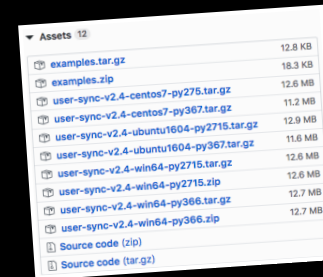 Assets 12
examples.tar.gz 12.8 KB
examples.zip 18.3 KB
user-sync-v2.4-centos7-py275.tar.gz 12.6 MB
user-sync-v2.4-centos7-py367.tar.gz 11.2 MB
user-sync-v2.4-ubuntu1604-py2715.tar.gz 12.9 MB
user-sync-v2.4-ubuntu1604-py367.tar.gz 11.6 MB
user-sync-v2.4-win64-py2715.tar.gz 12.6 MB
user-sync-v2.4-win64-py2715.zip 12.6 MB
user-sync-v2.4-win64-py366.tar.gz 12.7 MB
user-sync-v2.4-win64-py366.zip 12.7 MB
Source code (zip)
Source code (tar.gz)